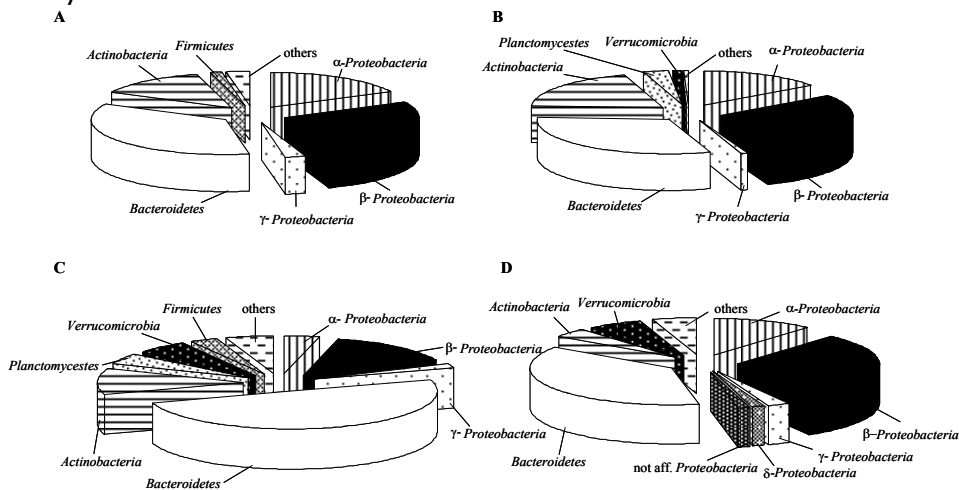 A
Actinobacteria
Firmicutes
others
α-Proteobacteria
Bacteroidetes
γ- Proteobacteria
β- Proteobacteria
B
Planctomycestes
Verrucomicrobia
others
α-Proteobacteria
Actinobacteria
Bacteroidetes
γ- Proteobacteria
β- Proteobacteria
C
Firmicutes
others
α- Proteobacteria
Verrucomicrobia
β- Proteobacteria
Planctomycestes
γ- Proteobacteria
Actinobacteria
Bacteroidetes
D
Actinobacteria
Verrucomicrobia
others
α-Proteobacteria
β–Proteobacteria
γ- Proteobacteria
Bacteroidetes
not aff. Proteobacteria
δ-Proteobacteria